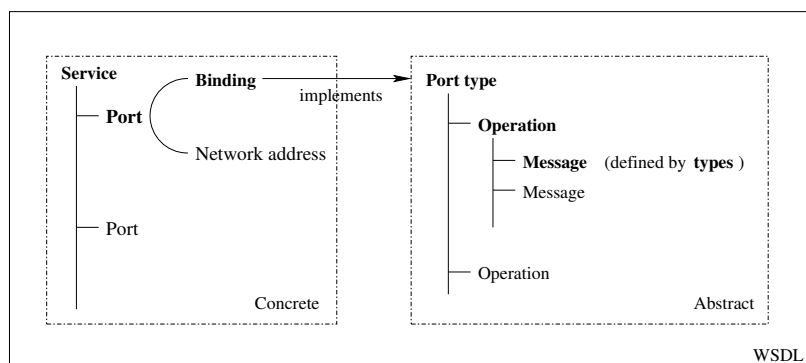 Service
Binding
implements
Port
Network address
Port
Concrete
Port type
Operation
Message (defined by types )
Message
Operation
Abstract
WSDL